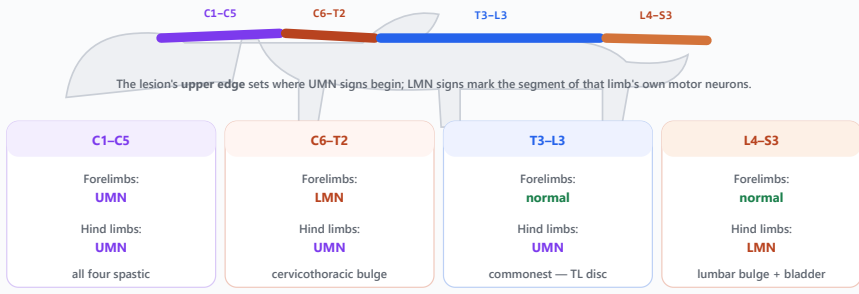 C1–C5 C6–T2 T3–L3 L4–S3
The lesion's upper edge sets where UMN signs begin; LMN signs mark the segment of that limb's own motor neurons.
C1–C5
Forelimbs:
UMN
Hind limbs:
UMN
all four spastic
C6–T2
Forelimbs:
LMN
Hind limbs:
UMN
cervicothoracic bulge
T3–L3
Forelimbs:
normal
Hind limbs:
UMN
commonest — TL disc
L4–S3
Forelimbs:
normal
Hind limbs:
LMN
lumbar bulge + bladder